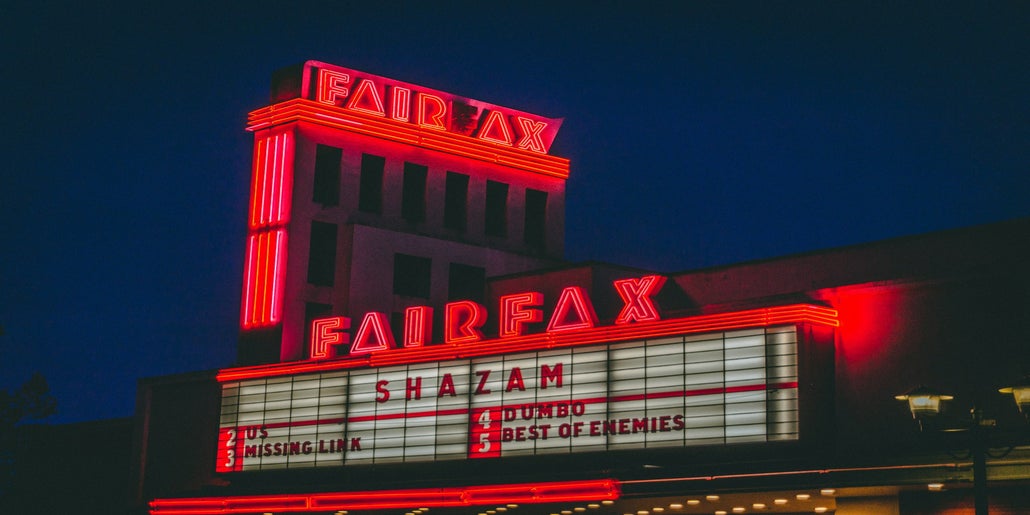 FAIRFAX
FAIRFAX
SHAZAM
2 US
3 MISSING LINK
4 DUMBO
5 BEST OF ENEMIES